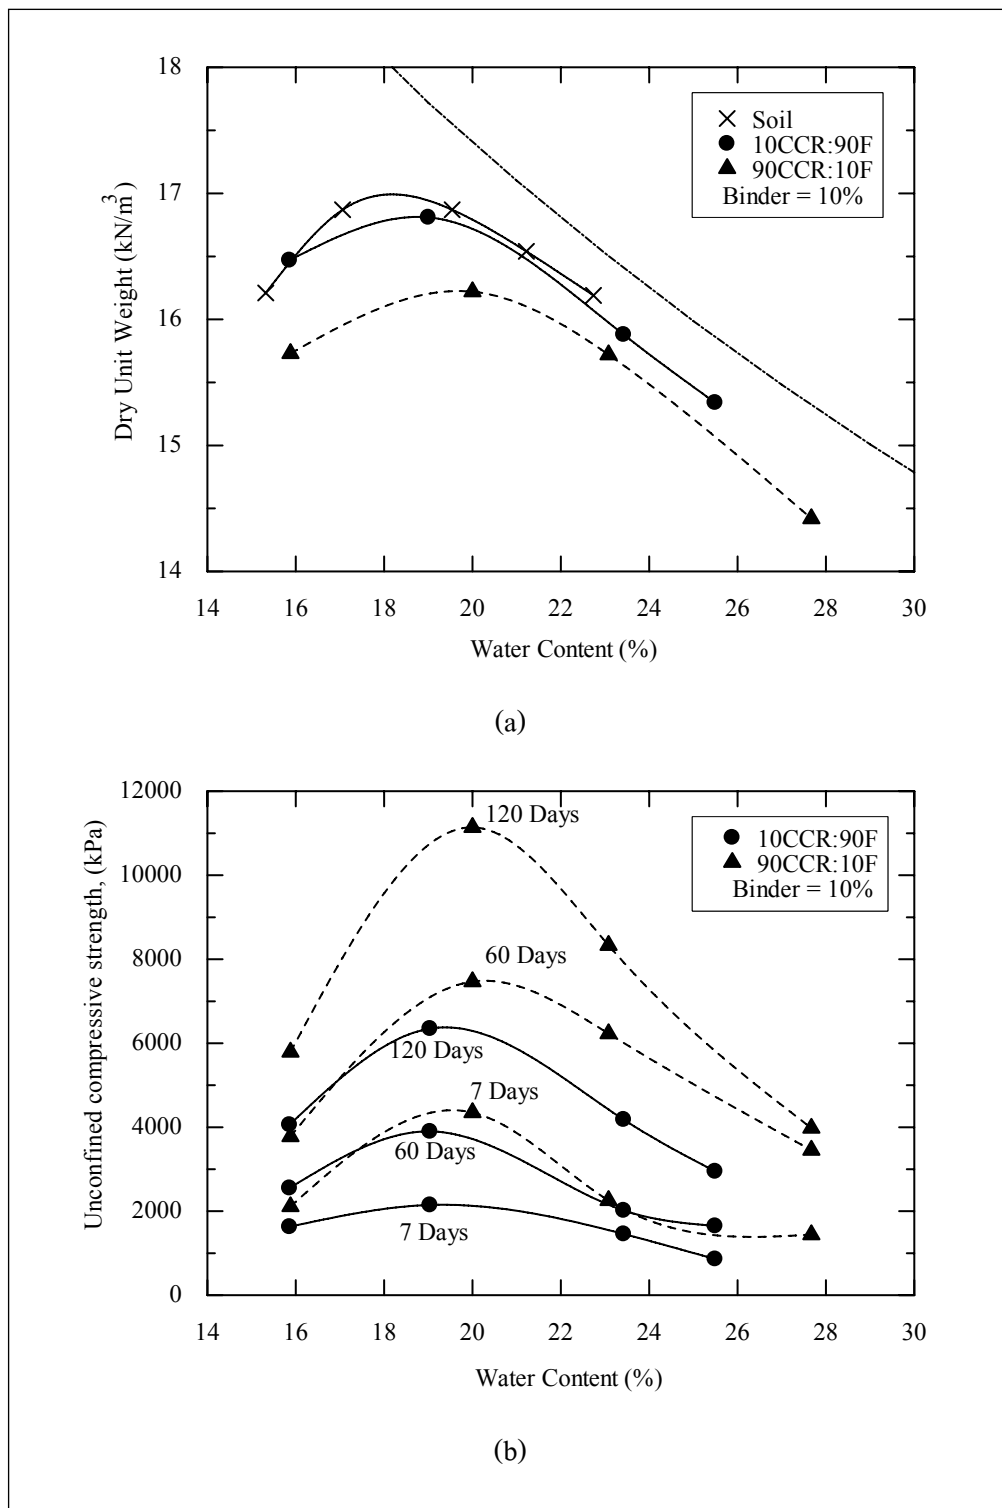 18
17
16
15
14
Dry Unit Weight (kN/m³)
Soil
10CCR:90F
90CCR:10F
Binder = 10%
14 16 18 20 22 24 26 28 30
Water Content (%)
(a)
12000
10000
8000
6000
4000
2000
0
Unconfined compressive strength, (kPa)
10CCR:90F
90CCR:10F
Binder = 10%
120 Days
60 Days
120 Days
7 Days
60 Days
7 Days
14 16 18 20 22 24 26 28 30
Water Content (%)
(b)